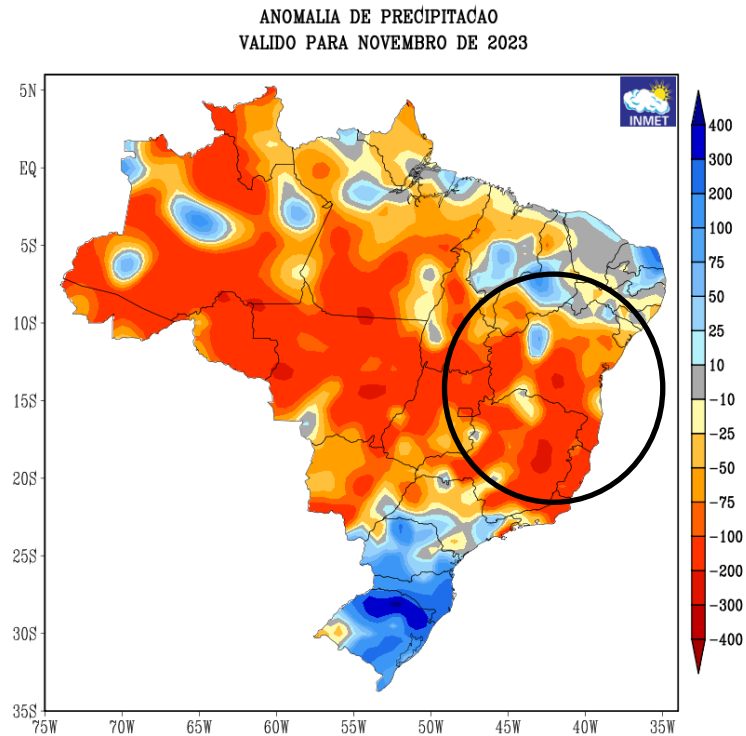 ANOMALIA DE PRECIPITACAO
VALIDO PARA NOVEMBRO DE 2023
INMET
5N
EQ
5S
10S
15S
20S
25S
30S
35S
75W 70W 65W 60W 55W 50W 45W 40W 35W
400
300
200
100
75
50
25
10
-10
-25
-50
-75
-100
-200
-300
-400